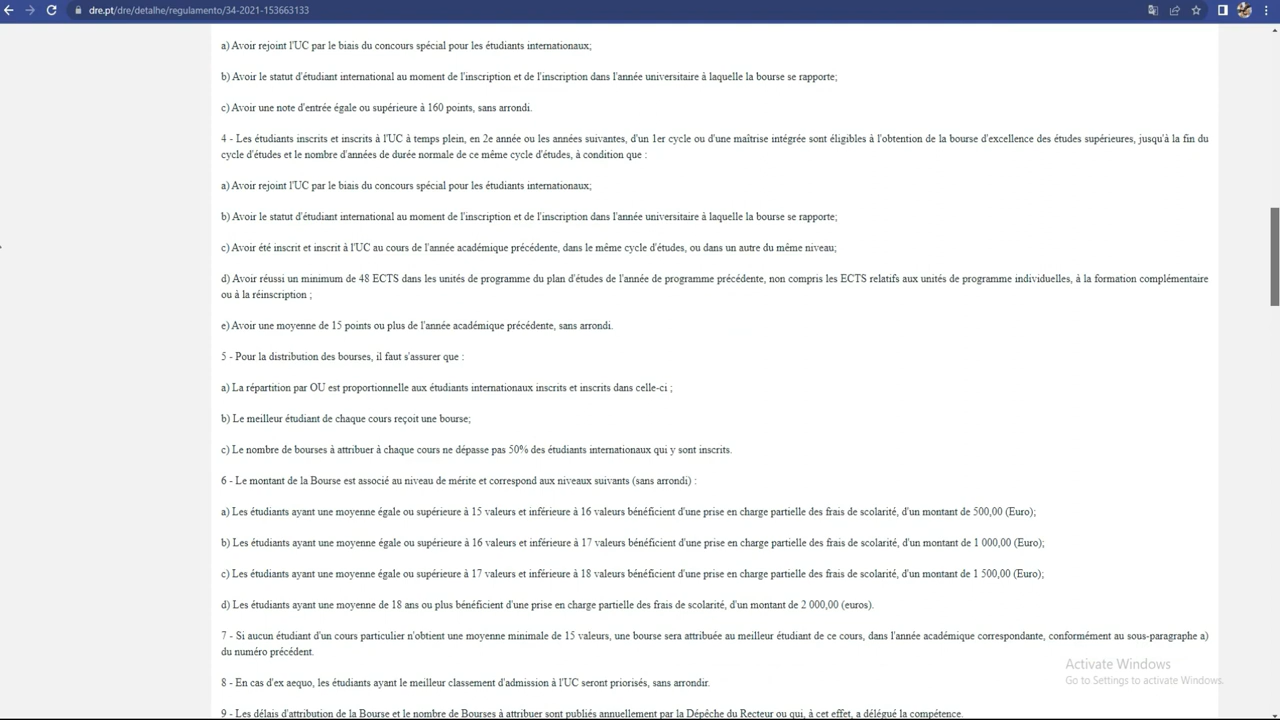 dre.pt/dre/detalhe/regulamento/34-2021-153663133
a) Avoir rejoint l'UC par le biais du concours spécial pour les étudiants internationaux;
b) Avoir le statut d'étudiant international au moment de l'inscription et de l'inscription dans l'année universitaire à laquelle la bourse se rapporte;
c) Avoir une note d'entrée égale ou supérieure à 160 points, sans arrondi.
4 - Les étudiants inscrits et inscrits à l'UC à temps plein, en 2e année ou les années suivantes, d'un 1er cycle ou d'une maîtrise intégrée sont éligibles à l'obtention de la bourse d'excellence des études supérieures, jusqu'à la fin du
cycle d'études et le nombre d'années de durée normale de ce même cycle d'études, à condition que :
a) Avoir rejoint l'UC par le biais du concours spécial pour les étudiants internationaux;
b) Avoir le statut d'étudiant international au moment de l'inscription et de l'inscription dans l'année universitaire à laquelle la bourse se rapporte;
c) Avoir été inscrit et inscrit à l'UC au cours de l'année académique précédente, dans le même cycle d'études, ou dans un autre du même niveau;
d) Avoir réussi un minimum de 48 ECTS dans les unités de programme du plan d'études de l'année de programme précédente, non compris les ECTS relatifs aux unités de programme individuelles, à la formation complémentaire
ou à la réinscription ;
e) Avoir une moyenne de 15 points ou plus de l'année académique précédente, sans arrondi.
5 - Pour la distribution des bourses, il faut s'assurer que :
a) La répartition par OU est proportionnelle aux étudiants internationaux inscrits et inscrits dans celle-ci ;
b) Le meilleur étudiant de chaque cours reçoit une bourse;
c) Le nombre de bourses à attribuer à chaque cours ne dépasse pas 50% des étudiants internationaux qui y sont inscrits.
6 - Le montant de la Bourse est associé au niveau de mérite et correspond aux niveaux suivants (sans arrondi) :
a) Les étudiants ayant une moyenne égale ou supérieure à 15 valeurs et inférieure à 16 valeurs bénéficient d'une prise en charge partielle des frais de scolarité, d'un montant de 500,00 (Euro);
b) Les étudiants ayant une moyenne égale ou supérieure à 16 valeurs et inférieure à 17 valeurs bénéficient d'une prise en charge partielle des frais de scolarité, d'un montant de 1 000,00 (Euro);
c) Les étudiants ayant une moyenne égale ou supérieure à 17 valeurs et inférieure à 18 valeurs bénéficient d'une prise en charge partielle des frais de scolarité, d'un montant de 1 500,00 (Euro);
d) Les étudiants ayant une moyenne de 18 ans ou plus bénéficient d'une prise en charge partielle des frais de scolarité, d'un montant de 2 000,00 (euros).
7 - Si aucun étudiant d'un cours particulier n'obtient une moyenne minimale de 15 valeurs, une bourse sera attribuée au meilleur étudiant de ce cours, dans l'année académique correspondante, conformément au sous-paragraphe a)
du numéro précédent.
8 - En cas d'ex aequo, les étudiants ayant le meilleur classement d'admission à l'UC seront priorisés, sans arrondir.
9 - Les délais d'attribution de la Bourse et le nombre de Bourses à attribuer sont publiés annuellement par la Dépêche du Recteur ou qui, à cet effet, a délégué la compétence.
Activate Windows
Go to Settings to activate Windows.